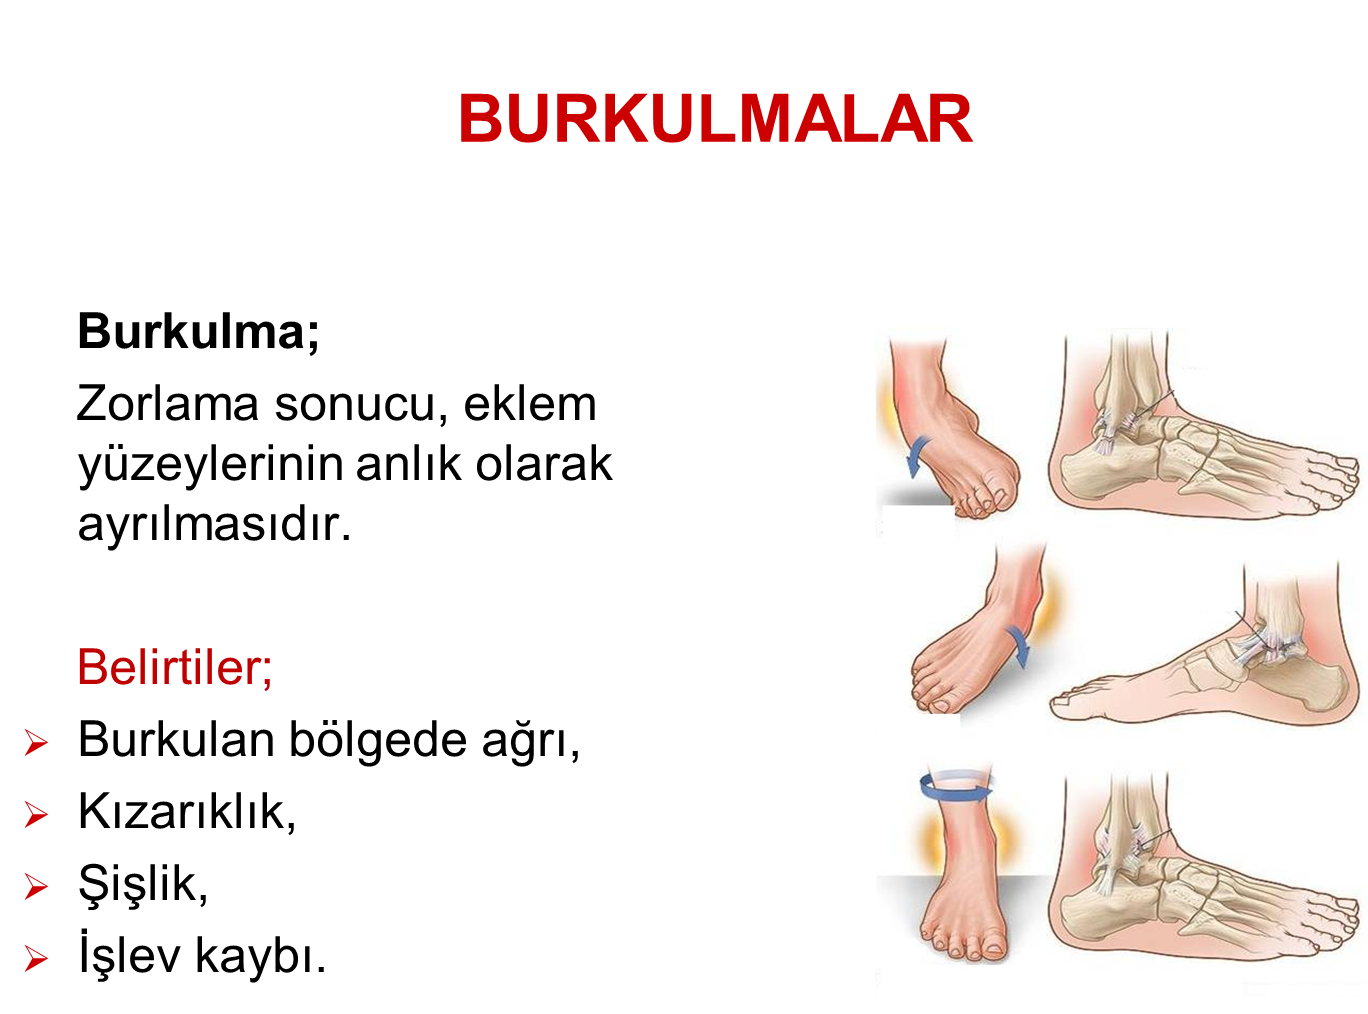 BURKULMALAR
Burkulma;
Zorlama sonucu, eklem
yüzeylerinin anlık olarak
ayrılmasıdır.
Belirtiler;
Burkulan bölgede ağrı,
Kızarıklık,
Şişlik,
İşlev kaybı.